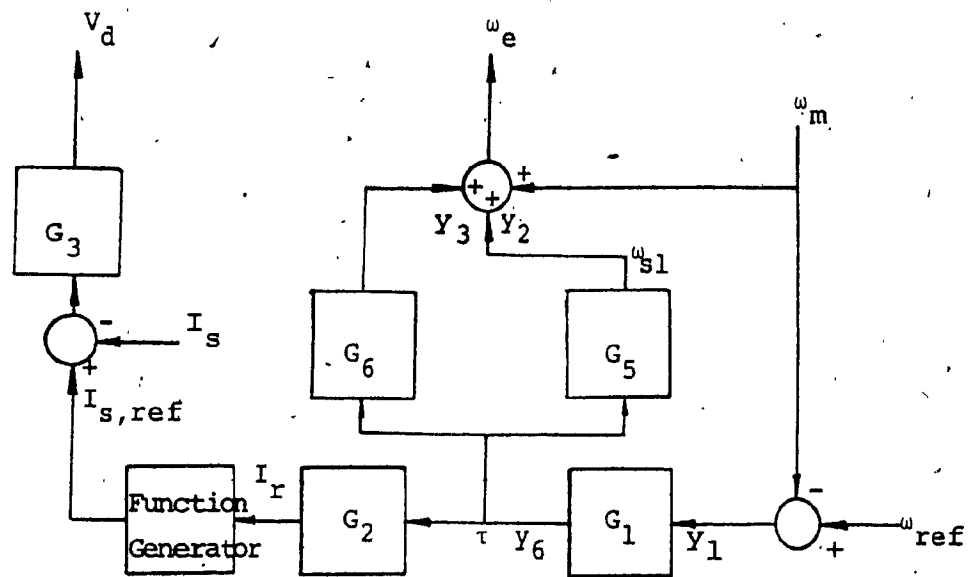 V_d
ω_e
ω_m
G_3
+ + +
Y_3 Y_2
ω_sl
-
I_s
+
I_s,ref
G_6
G_5
Function
Generator
I_r
G_2
τ
Y_6
G_1
Y_1
-
+
ω_ref